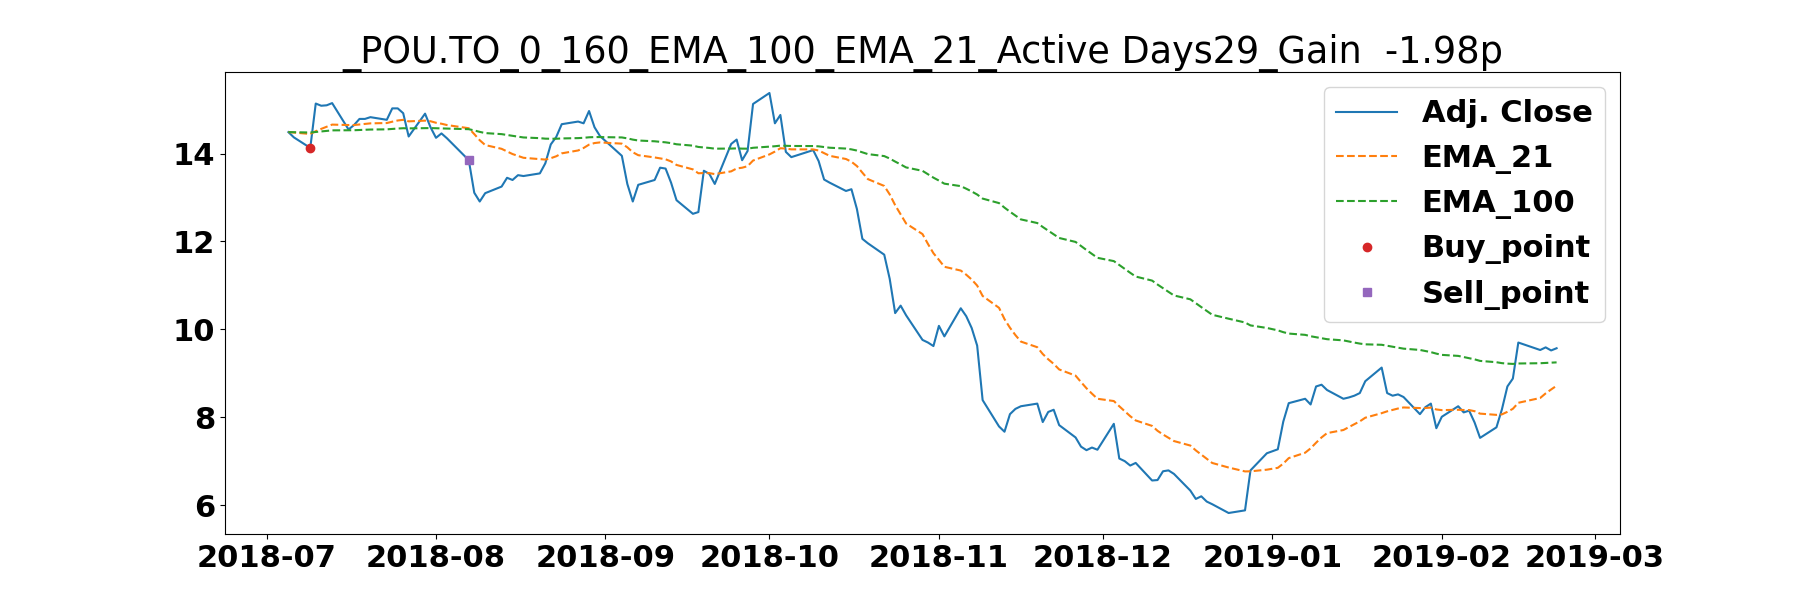 _POU.TO_0_160_EMA_100_EMA_21_Active Days29_Gain  -1.98p
Adj. Close
EMA_21
EMA_100
Buy_point
Sell_point
14
12
10
8
6
2018-07 2018-08 2018-09 2018-10 2018-11 2018-12 2019-01 2019-02 2019-03